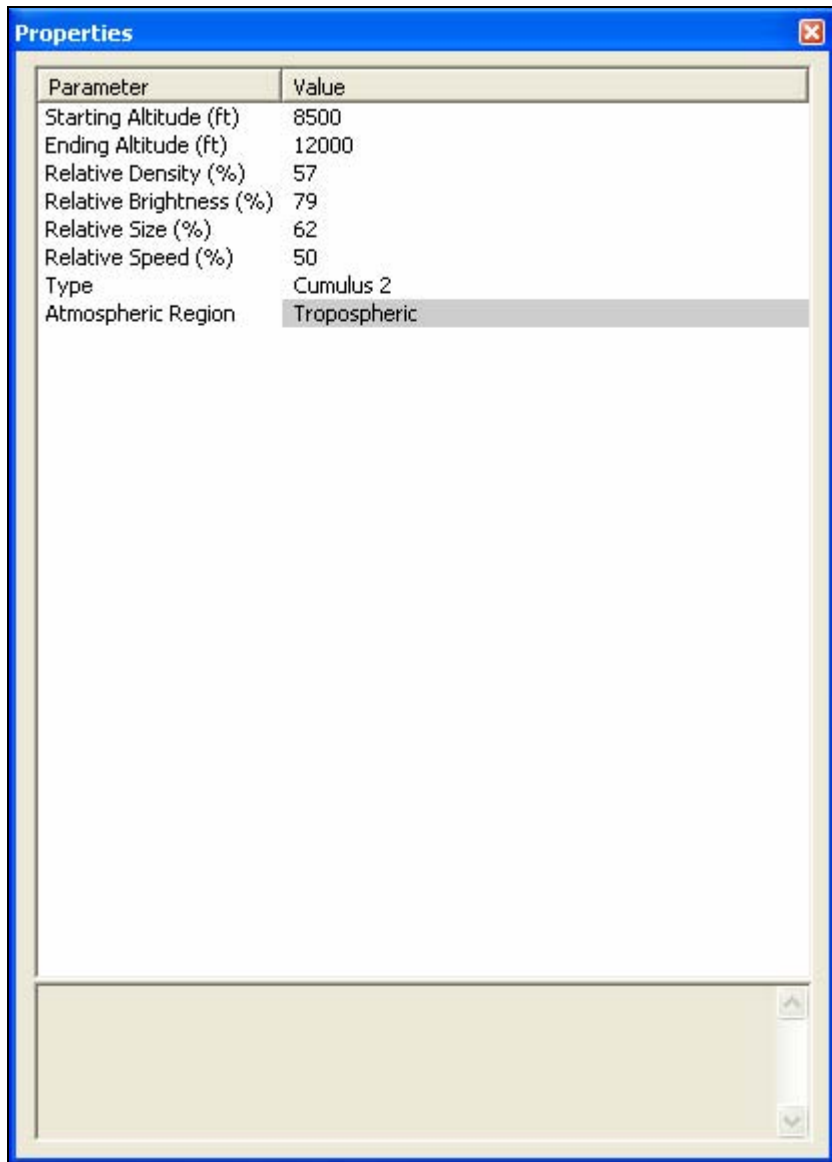 Properties
Parameter Value
Starting Altitude (ft) 8500
Ending Altitude (ft) 12000
Relative Density (%) 57
Relative Brightness (%) 79
Relative Size (%) 62
Relative Speed (%) 50
Type Cumulus 2
Atmospheric Region Tropospheric